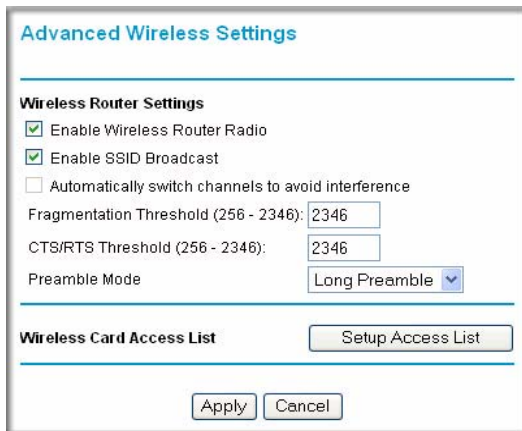 Advanced Wireless Settings
Wireless Router Settings
Enable Wireless Router Radio
Enable SSID Broadcast
Automatically switch channels to avoid interference
Fragmentation Threshold (256 - 2346): 2346
CTS/RTS Threshold (256 - 2346): 2346
Preamble Mode Long Preamble
Wireless Card Access List Setup Access List
Apply Cancel